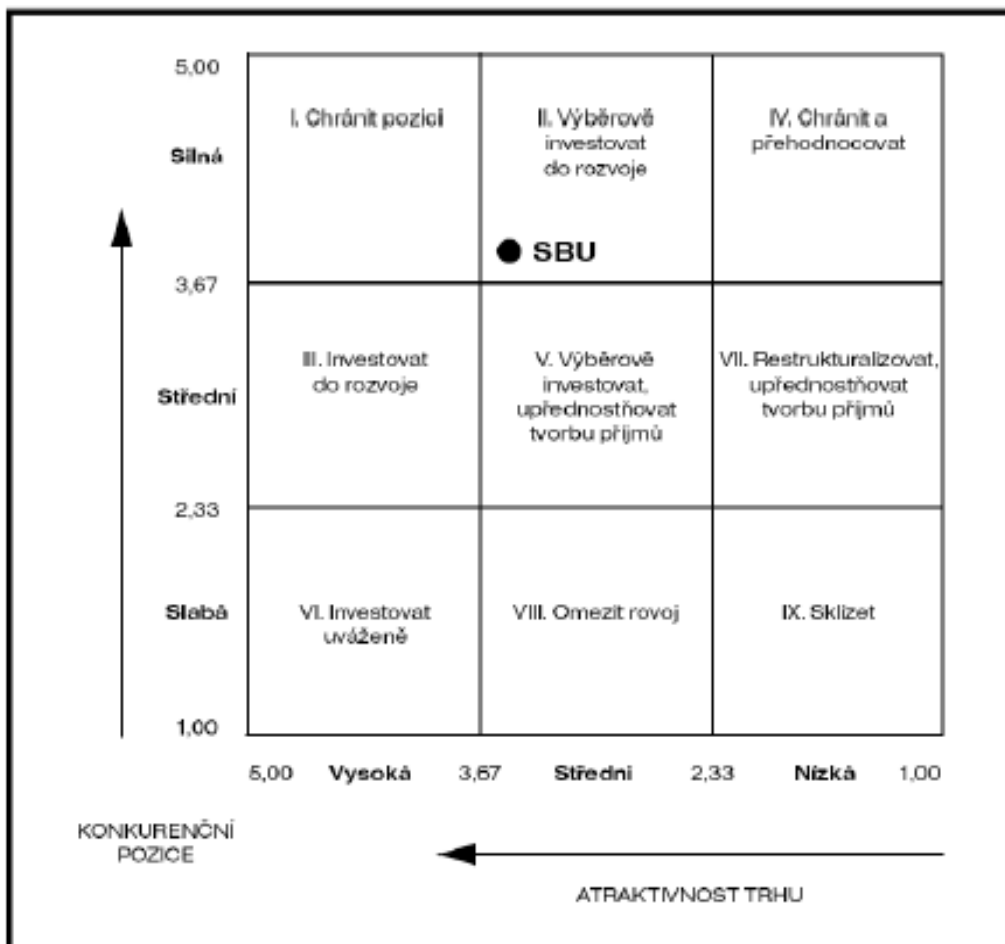 5,00
I. Chránit pozici
II. Výběrově
investovat
do rozvoje
IV. Chránit a
přehodnocovat
Silná
SBU
3,67
III. Investovat
do rozvoje
V. Výběrově
investovat,
upřednostňovat
tvorbu příjmů
VII. Restrukturalizovat,
upřednostňovat
tvorbu příjmů
Střední
2,33
Slabá
VI. Investovat
uváženě
VIII. Omezit rovoj
IX. Sklízet
1,00
5,00 Vysoká 3,67 Střední 2,33 Nízká 1,00
KONKURENČNÍ
POZICE
ATRAKTIVNOST TRHU